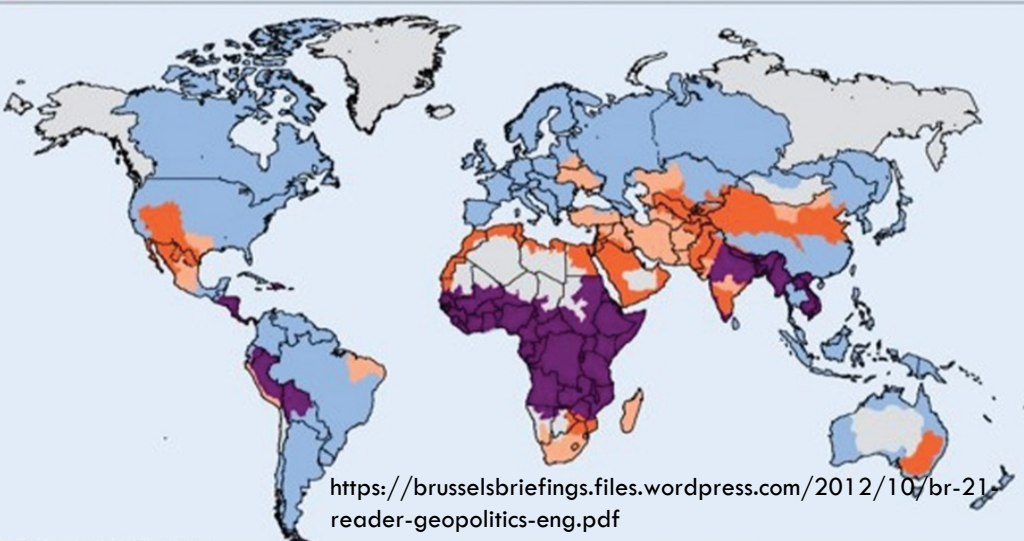 https://brusselsbriefings.files.wordpress.com/2012/10/br-21-
reader-geopolitics-eng.pdf